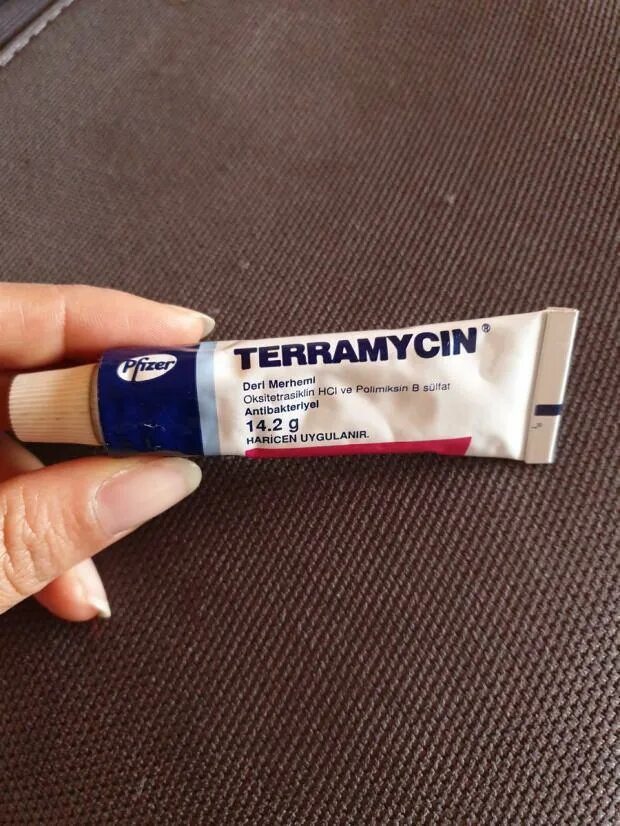 Pfizer
TERRAMYCIN®
Deri Merhemi
Oksitetrasiklin HCl ve Polimiksin B sülfat
Antibakteriyel
14.2 g
HARİCEN UYGULANIR.